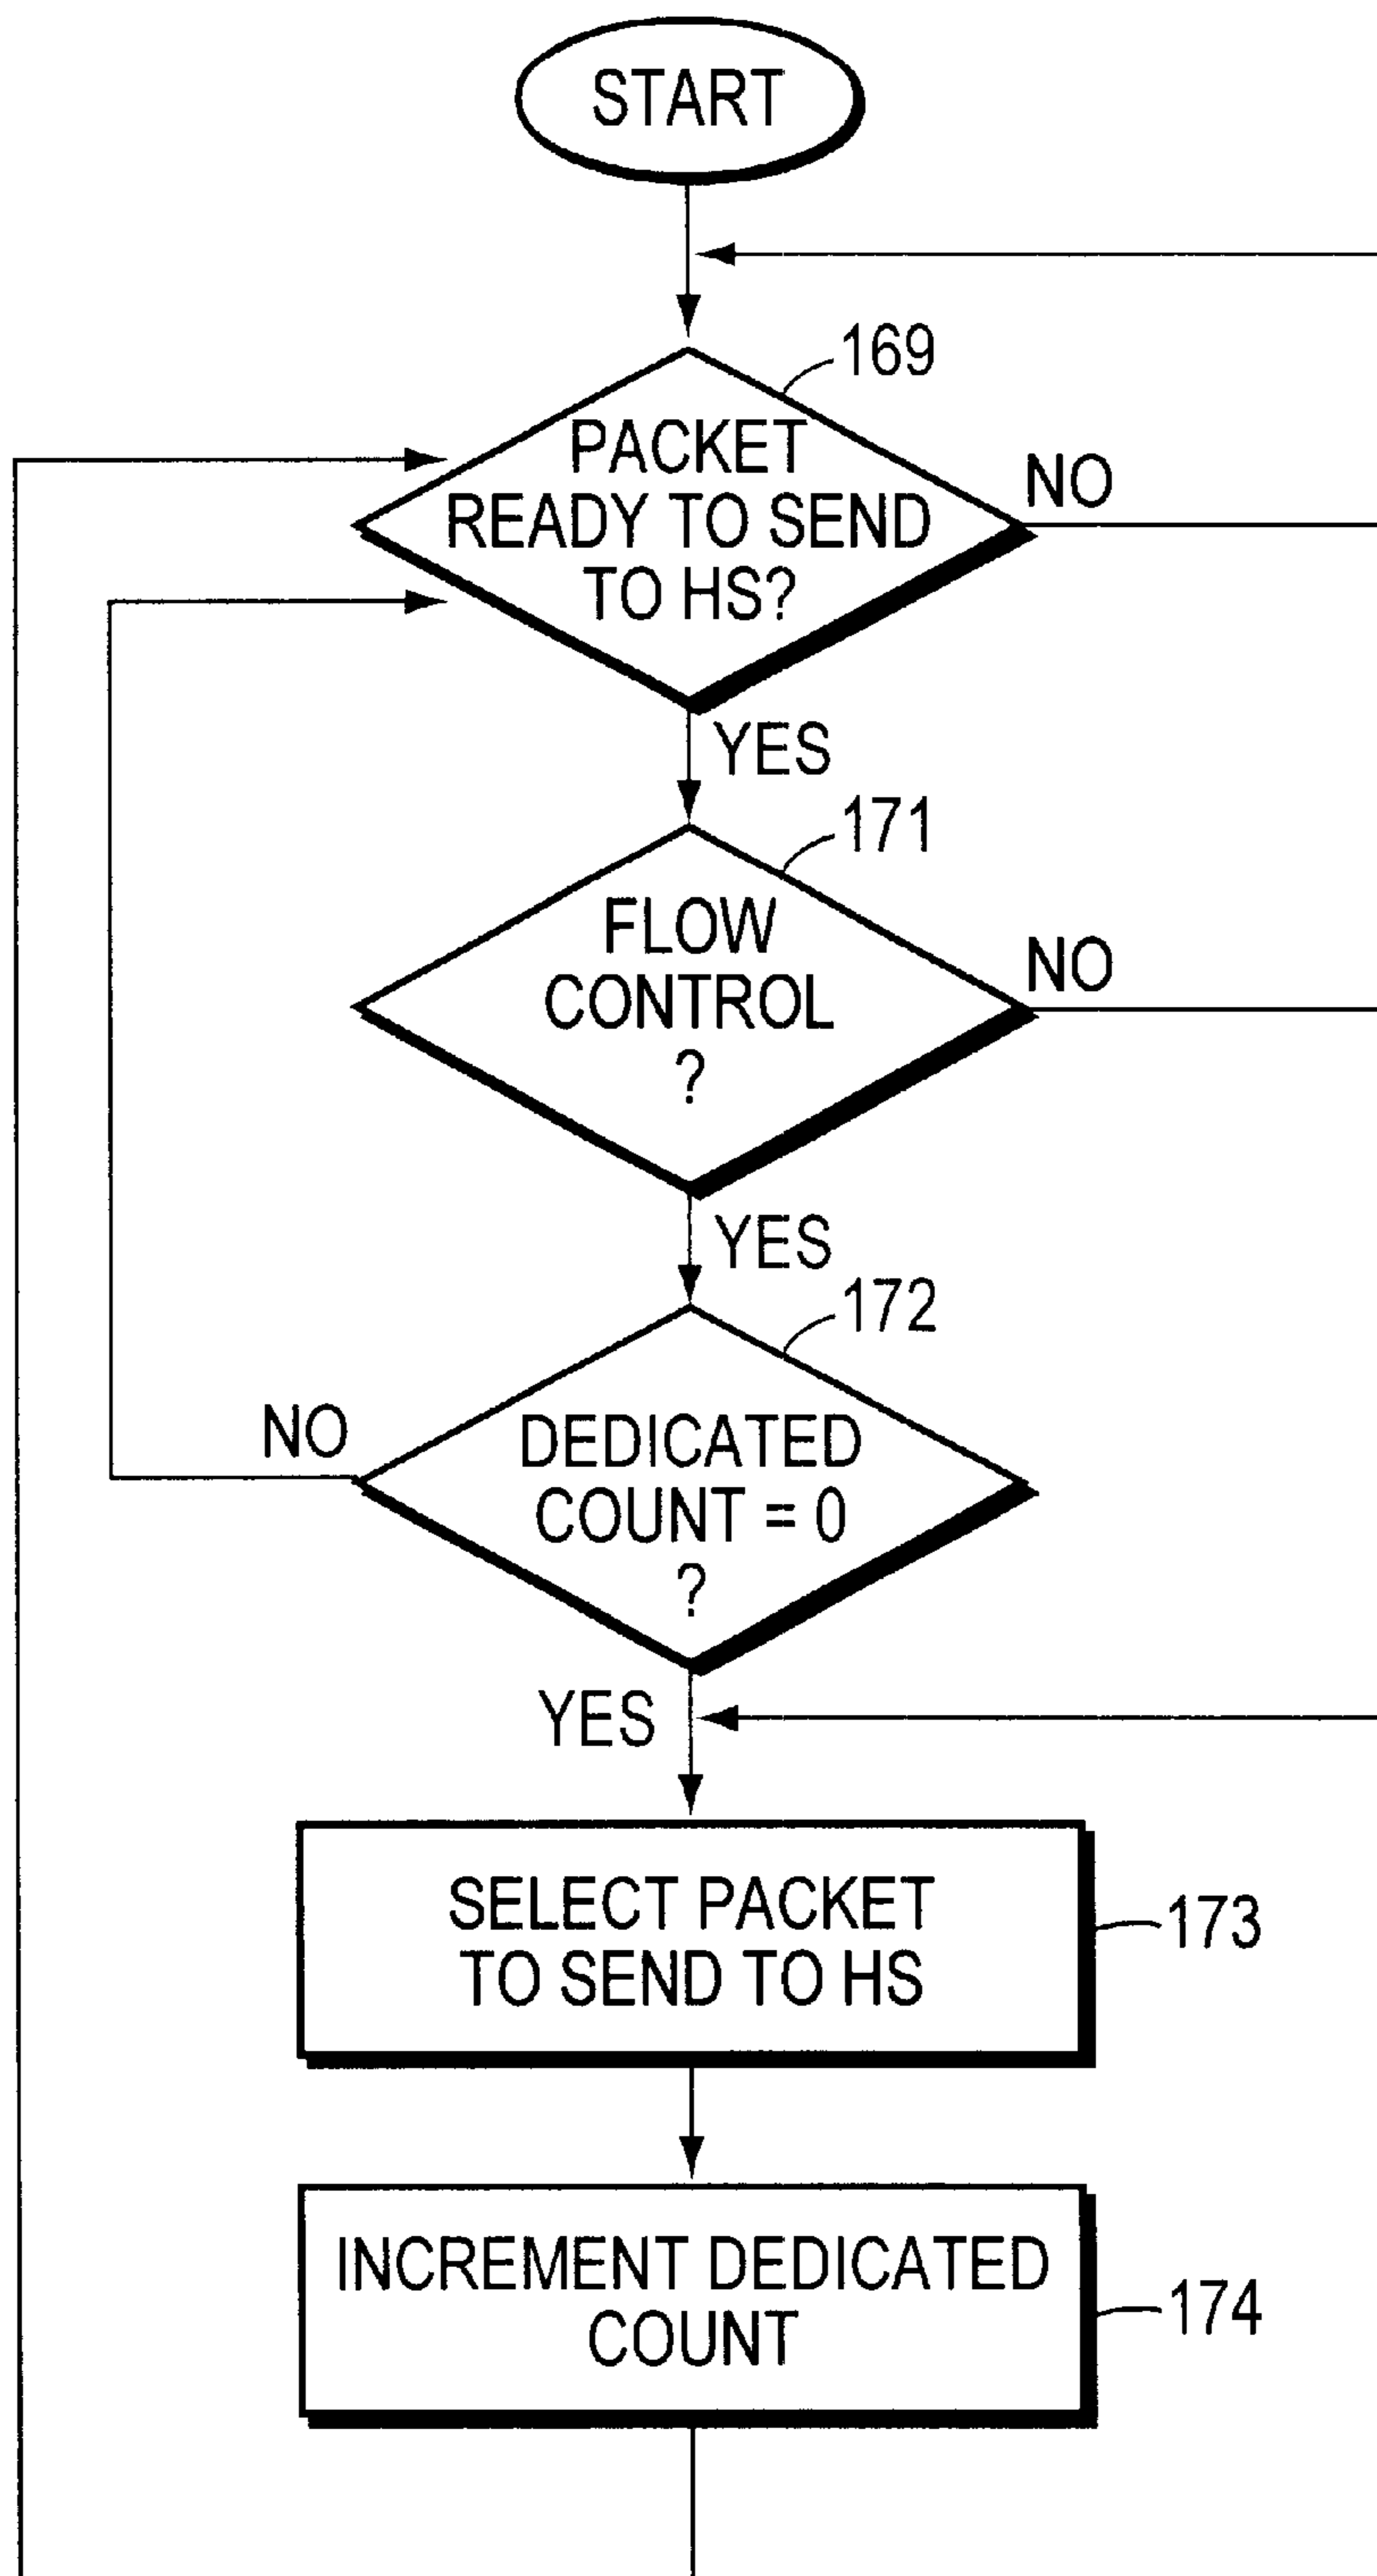 START
169
PACKET
READY TO SEND
TO HS?
NO
YES
171
FLOW
CONTROL
?
NO
YES
172
NO
DEDICATED
COUNT = 0
?
YES
SELECT PACKET
TO SEND TO HS
173
INCREMENT DEDICATED
COUNT
174